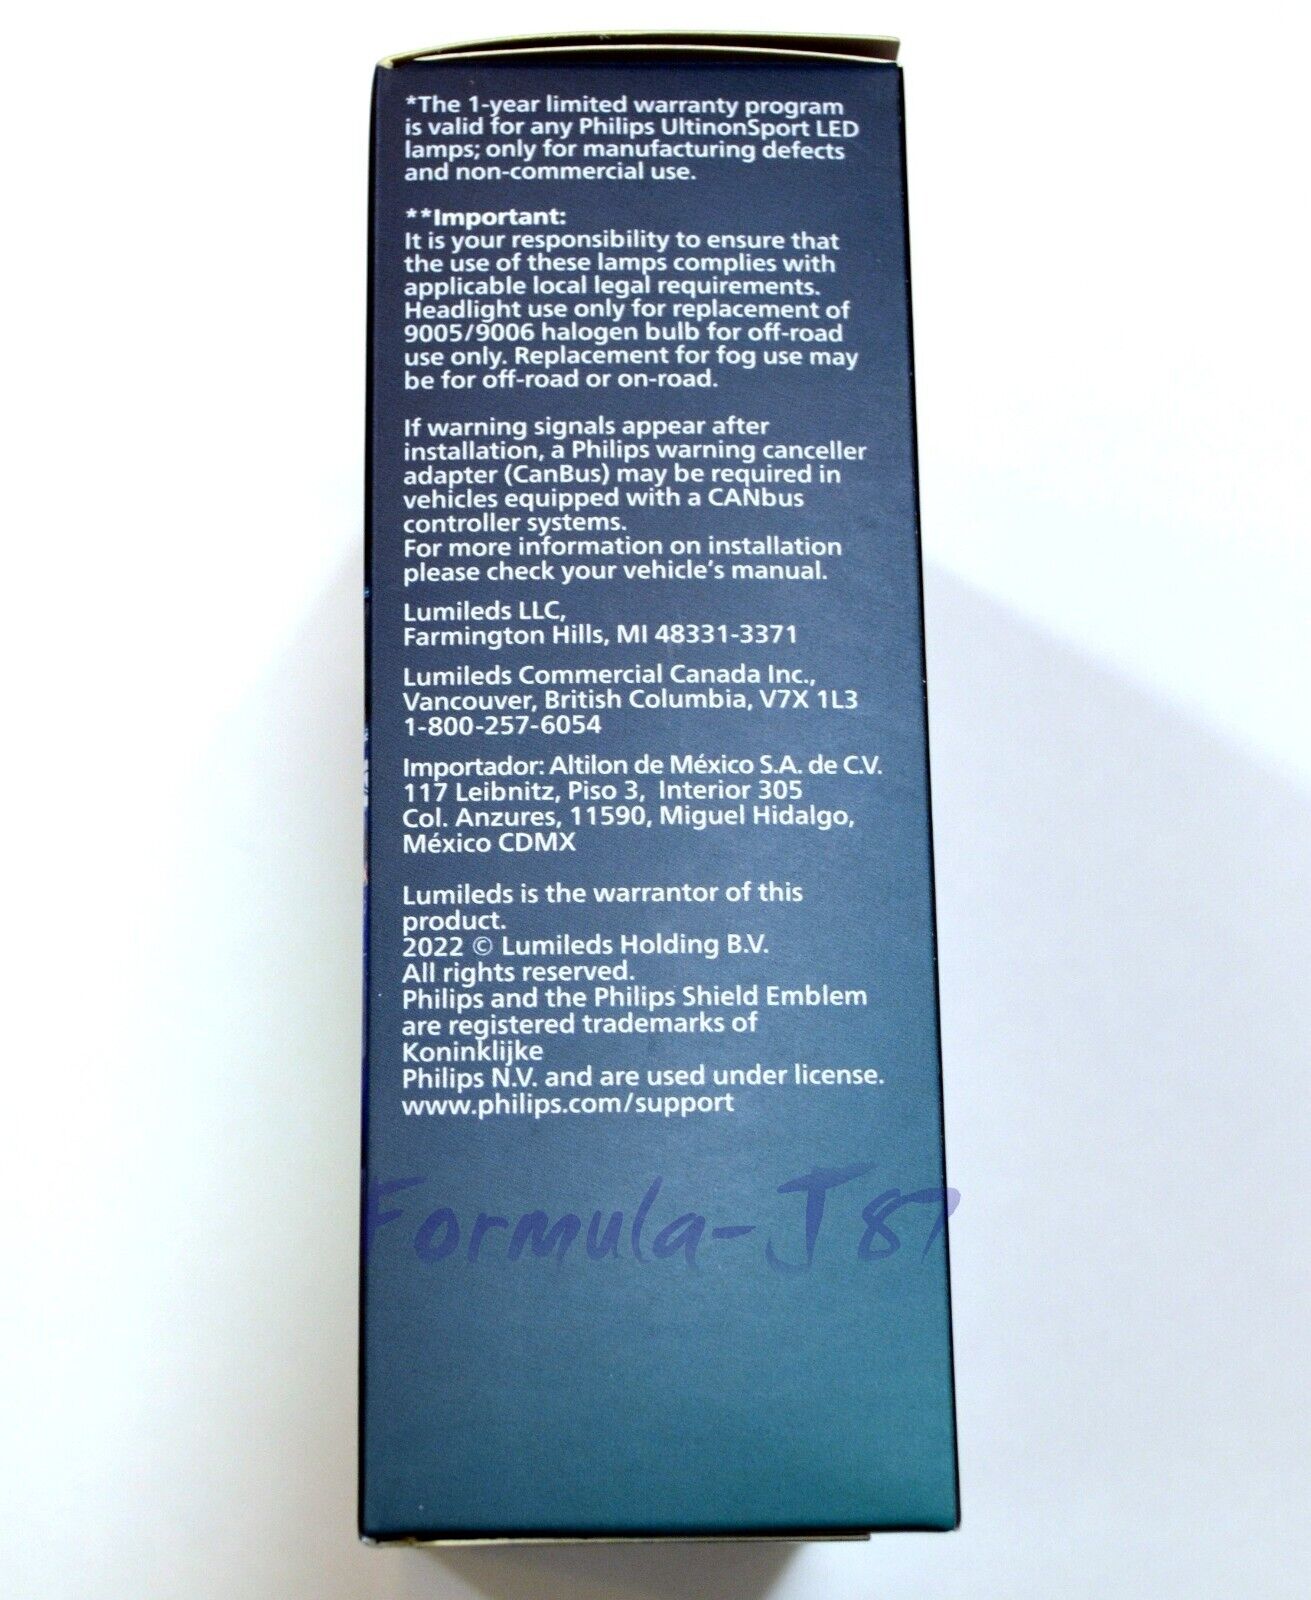 *The 1-year limited warranty program
is valid for any Philips UltinonSport LED
lamps; only for manufacturing defects
and non-commercial use.
**Important:
It is your responsibility to ensure that
the use of these lamps complies with
applicable local legal requirements.
Headlight use only for replacement of
9005/9006 halogen bulb for off-road
use only. Replacement for fog use may
be for off-road or on-road.
If warning signals appear after
installation, a Philips warning canceller
adapter (CanBus) may be required in
vehicles equipped with a CANbus
controller systems.
For more information on installation
please check your vehicle's manual.
Lumileds LLC,
Farmington Hills, MI 48331-3371
Lumileds Commercial Canada Inc.,
Vancouver, British Columbia, V7X 1L3
1-800-257-6054
Importador: Altilon de México S.A. de C.V.
117 Leibnitz, Piso 3, Interior 305
Col. Anzures, 11590, Miguel Hidalgo,
México CDMX
Lumileds is the warrantor of this
product.
2022 © Lumileds Holding B.V.
All rights reserved.
Philips and the Philips Shield Emblem
are registered trademarks of
Koninklijke
Philips N.V. and are used under license.
www.philips.com/support
Formula-J87